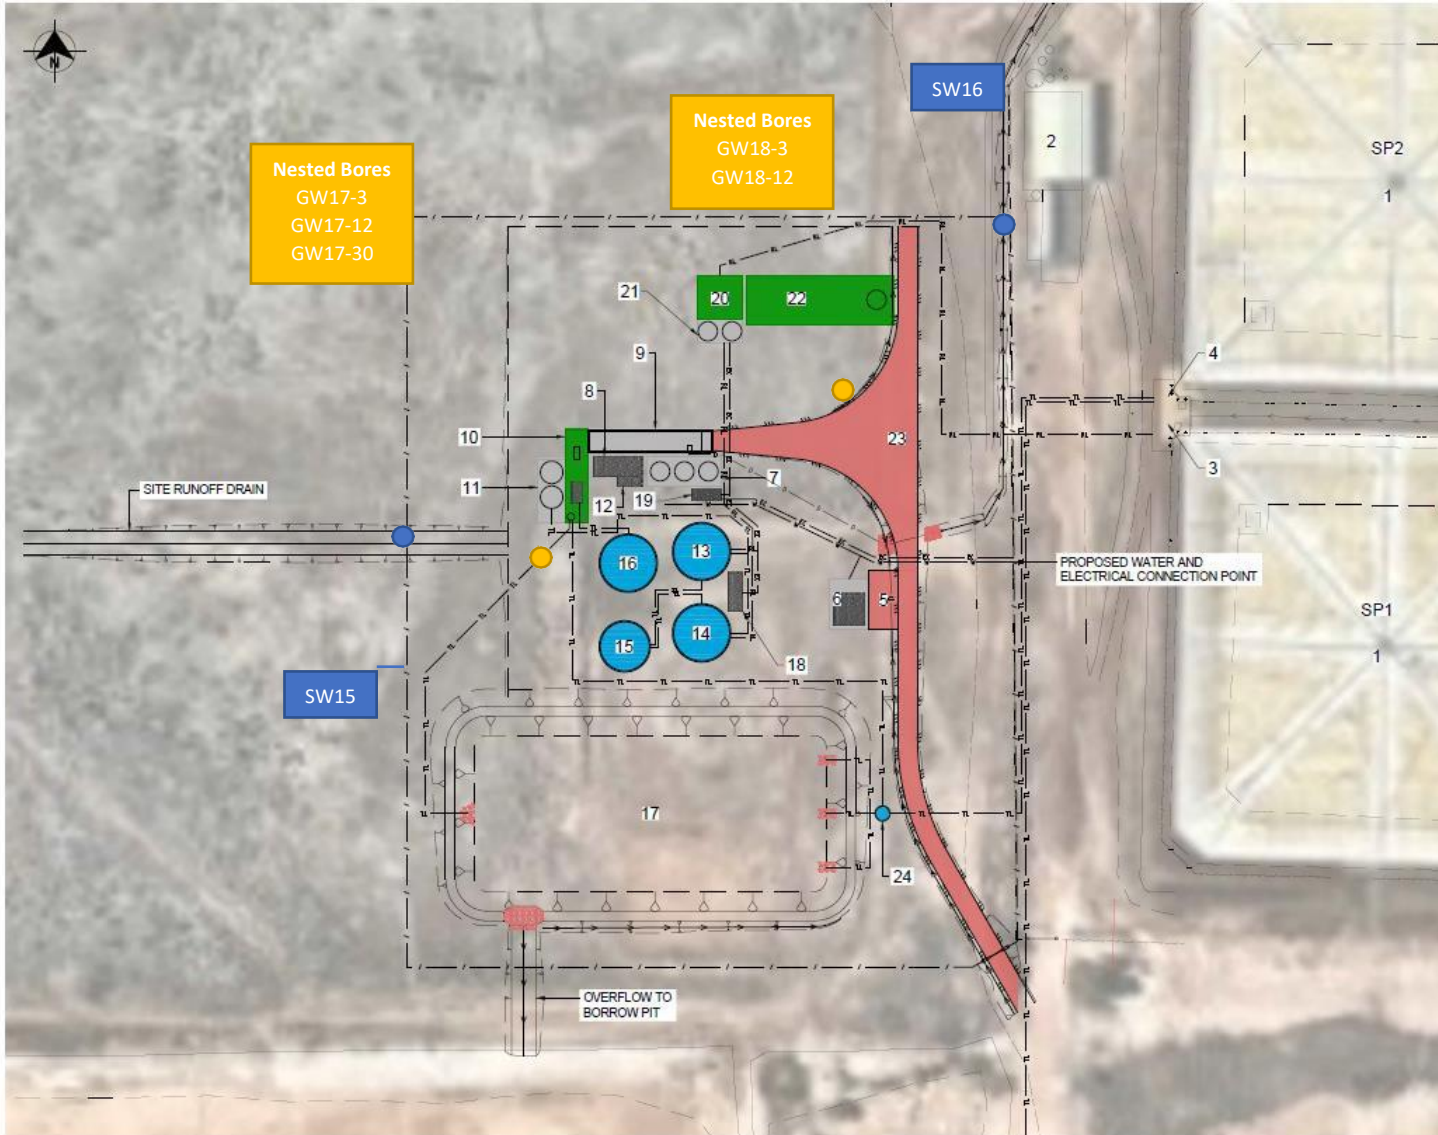 N
SW16
Nested Bores
GW18-3
GW18-12
Nested Bores
GW17-3
GW17-12
GW17-30
2
1
SP2
1
21
20
22
9
4
8
10
23
3
11
12
19
7
SITE RUNOFF DRAIN
16
13
PROPOSED WATER AND
ELECTRICAL CONNECTION POINT
6
5
SP1
1
15
14
18
SW15
17
24
OVERFLOW TO
BORROW PIT